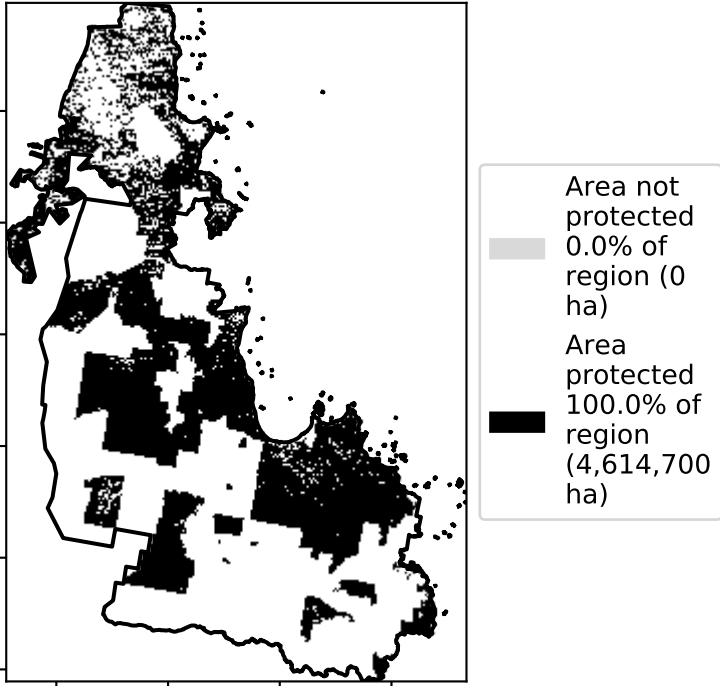 Area not
protected
0.0% of
region (0
ha)
Area
protected
100.0% of
region
(4,614,700
ha)